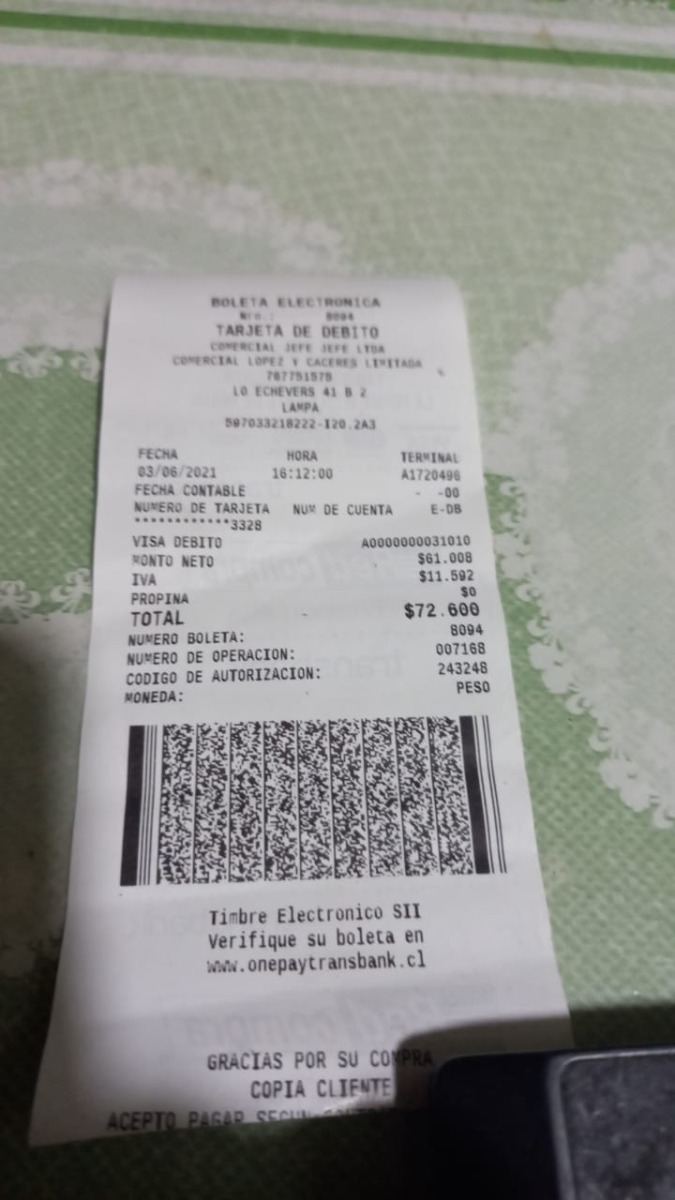 BOLETA ELECTRONICA
Nro.: 8094
TARJETA DE DEBITO
COMERCIAL JEFE JEFE LTDA
COMERCIAL LOPEZ Y CACERES LIMITADA
767751575
LO ECHEVERS 41 B 2
LAMPA
597033218222-I20.2A3
FECHA HORA TERMINAL
03/06/2021 16:12:00 A1720496
FECHA CONTABLE - -00
NUMERO DE TARJETA NUM DE CUENTA E-DB
************3328
VISA DEBITO A0000000031010
MONTO NETO $61.008
IVA $11.592
PROPINA $0
TOTAL $72.600
NUMERO BOLETA: 8094
NUMERO DE OPERACION: 007168
CODIGO DE AUTORIZACION: 243248
MONEDA: PESO
Timbre Electronico SII
Verifique su boleta en
www.onepaytransbank.cl
GRACIAS POR SU COMPRA
COPIA CLIENTE
ACEPTO PAGAR SEGUN